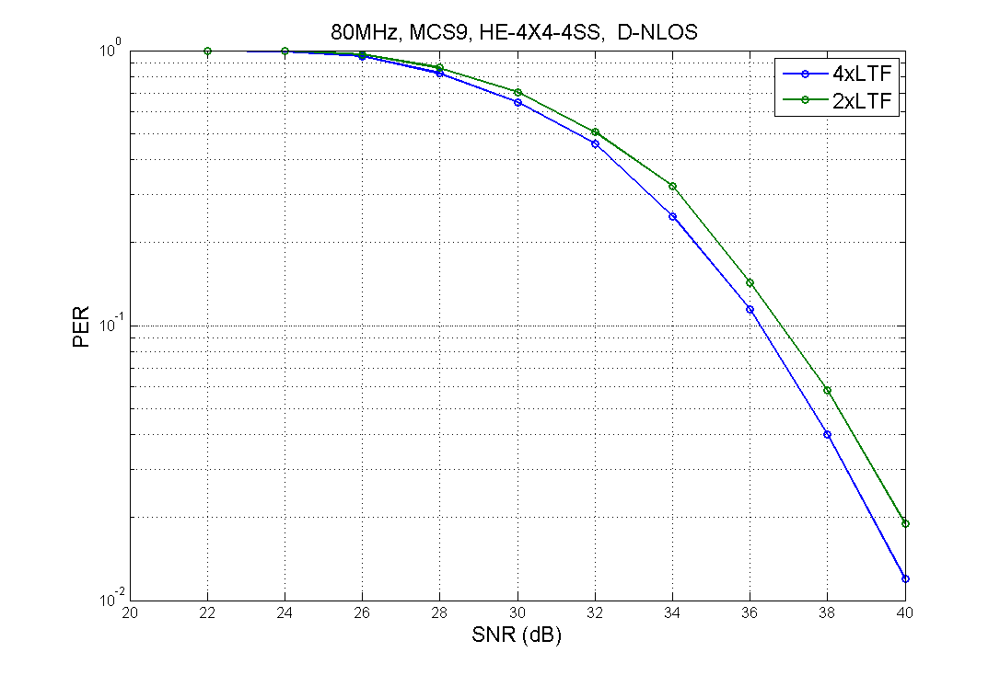 80MHz, MCS9, HE-4X4-4SS, D-NLOS
10^0
4xLTF
2xLTF
PER
10^-1
10^-2
20 22 24 26 28 30 32 34 36 38 40
SNR (dB)